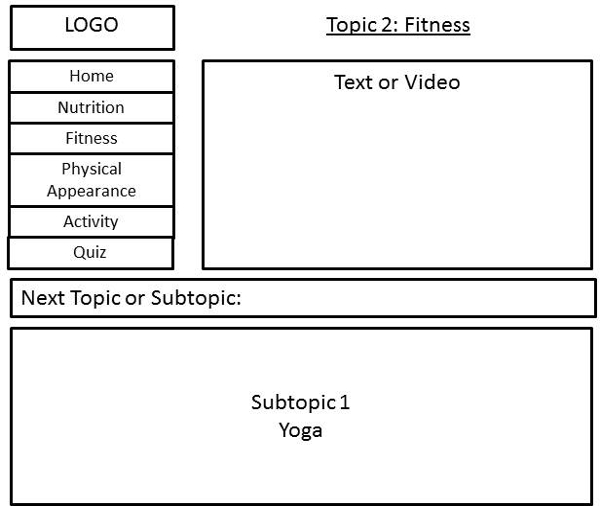 LOGO
Topic 2: Fitness
Home
Nutrition
Fitness
Physical
Appearance
Activity
Quiz
Text or Video
Next Topic or Subtopic:
Subtopic 1
Yoga